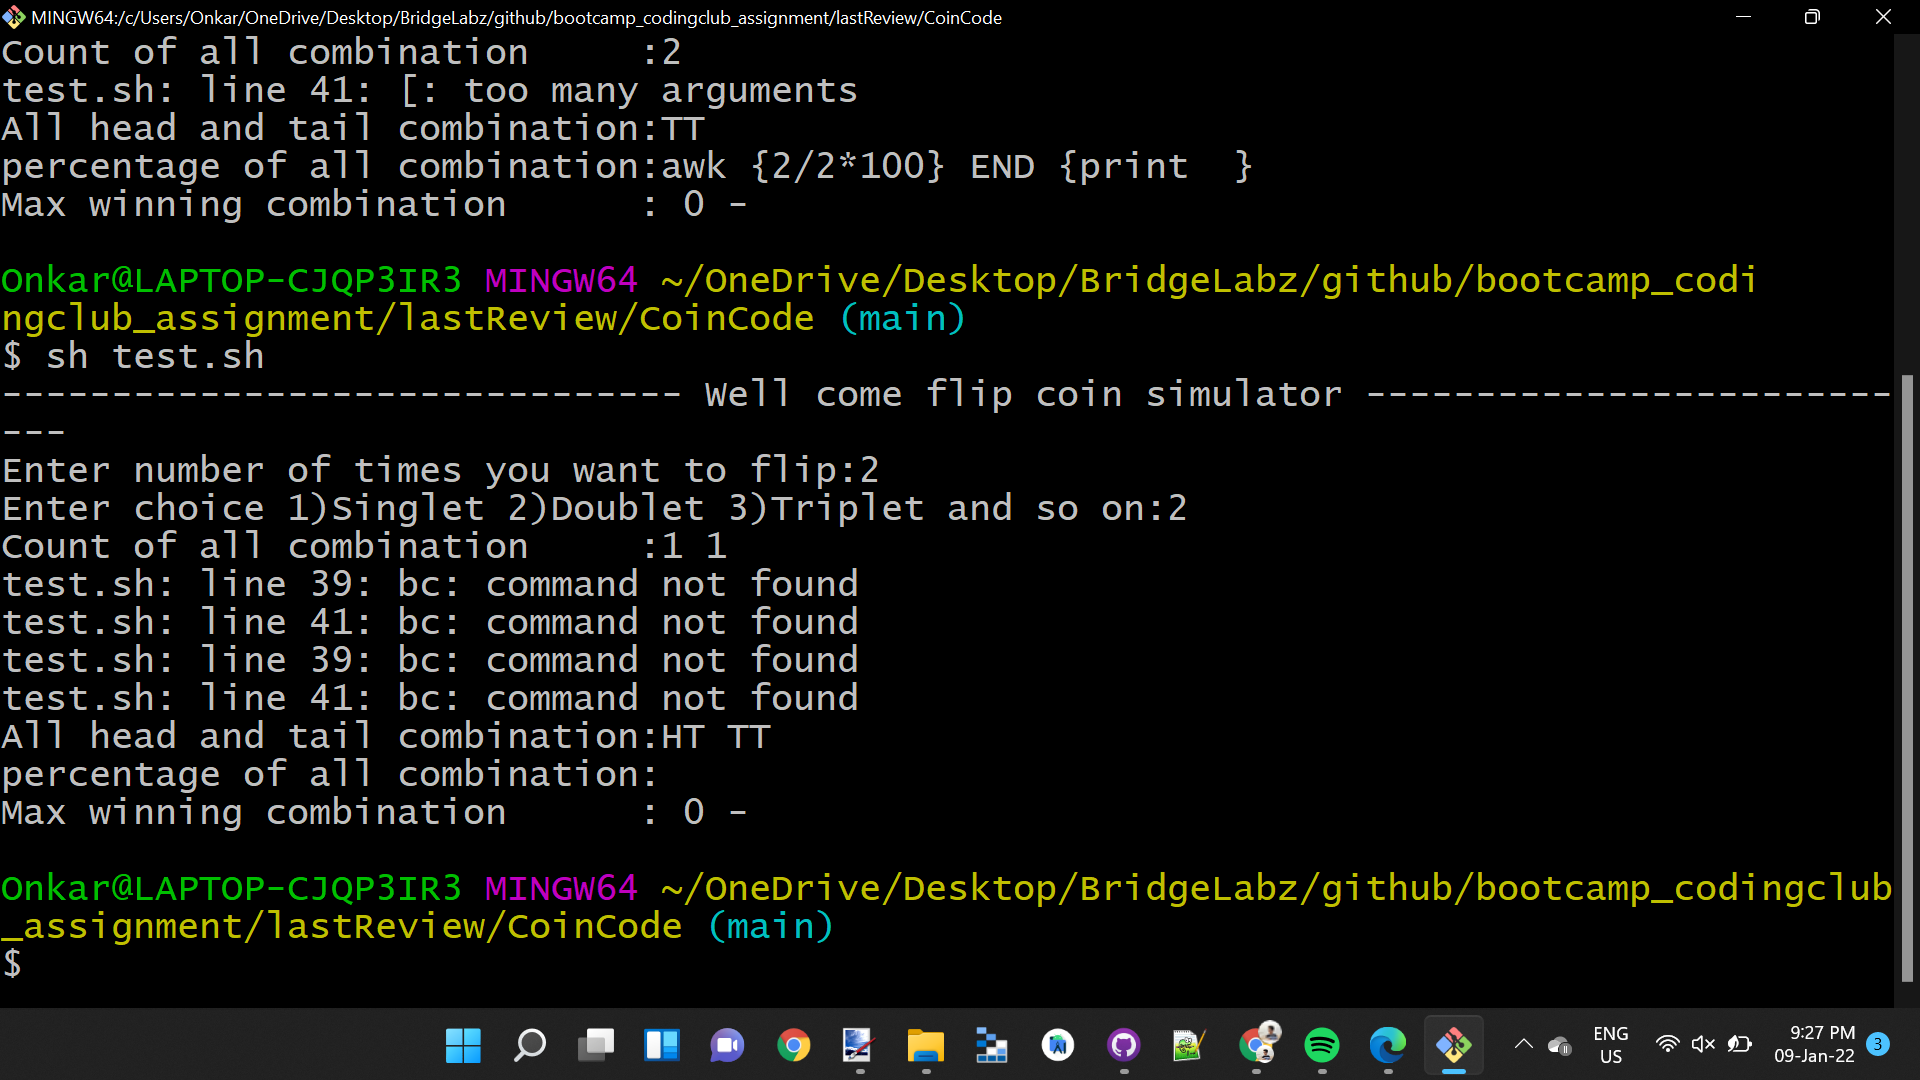 MINGW64:/c/Users/Onkar/OneDrive/Desktop/BridgeLabz/github/bootcamp_codingclub_assignment/lastReview/CoinCode
Count of all combination     :2
test.sh: line 41: [: too many arguments
All head and tail combination:TT
percentage of all combination:awk {2/2*100} END {print  }
Max winning combination      : 0 -
Onkar@LAPTOP-CJQP3IR3 MINGW64 ~/OneDrive/Desktop/BridgeLabz/github/bootcamp_codi
ngclub_assignment/lastReview/CoinCode (main)
$ sh test.sh
------------------------------- Well come flip coin simulator ------------------------
---
Enter number of times you want to flip:2
Enter choice 1)Singlet 2)Doublet 3)Triplet and so on:2
Count of all combination     :1 1
test.sh: line 39: bc: command not found
test.sh: line 41: bc: command not found
test.sh: line 39: bc: command not found
test.sh: line 41: bc: command not found
All head and tail combination:HT TT
percentage of all combination:
Max winning combination      : 0 -
Onkar@LAPTOP-CJQP3IR3 MINGW64 ~/OneDrive/Desktop/BridgeLabz/github/bootcamp_codingclub
_assignment/lastReview/CoinCode (main)
$
ENG
US
9:27 PM
09-Jan-22
3